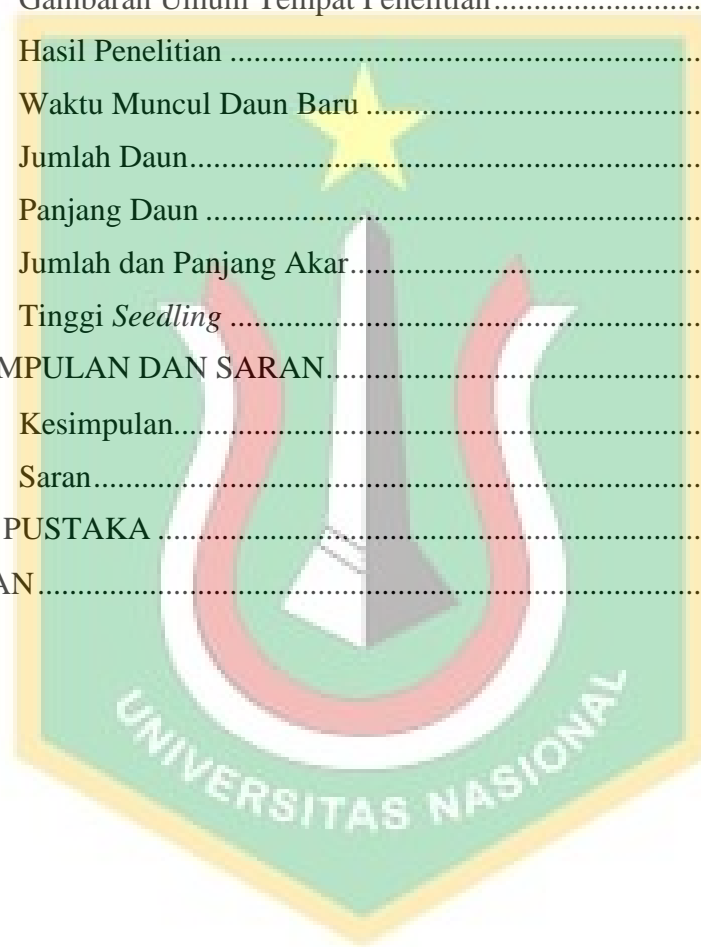 Gambaran Umum Tempat Penelitian........................
Hasil Penelitian ........................................................
Waktu Muncul Daun Baru .......................................
Jumlah Daun.............................................................
Panjang Daun ...........................................................
Jumlah dan Panjang Akar.........................................
Tinggi Seedling ........................................................
MPULAN DAN SARAN............................................
Kesimpulan...............................................................
Saran.........................................................................
PUSTAKA .................................................................
AN..............................................................................
UNIVERSITAS NASIONAL